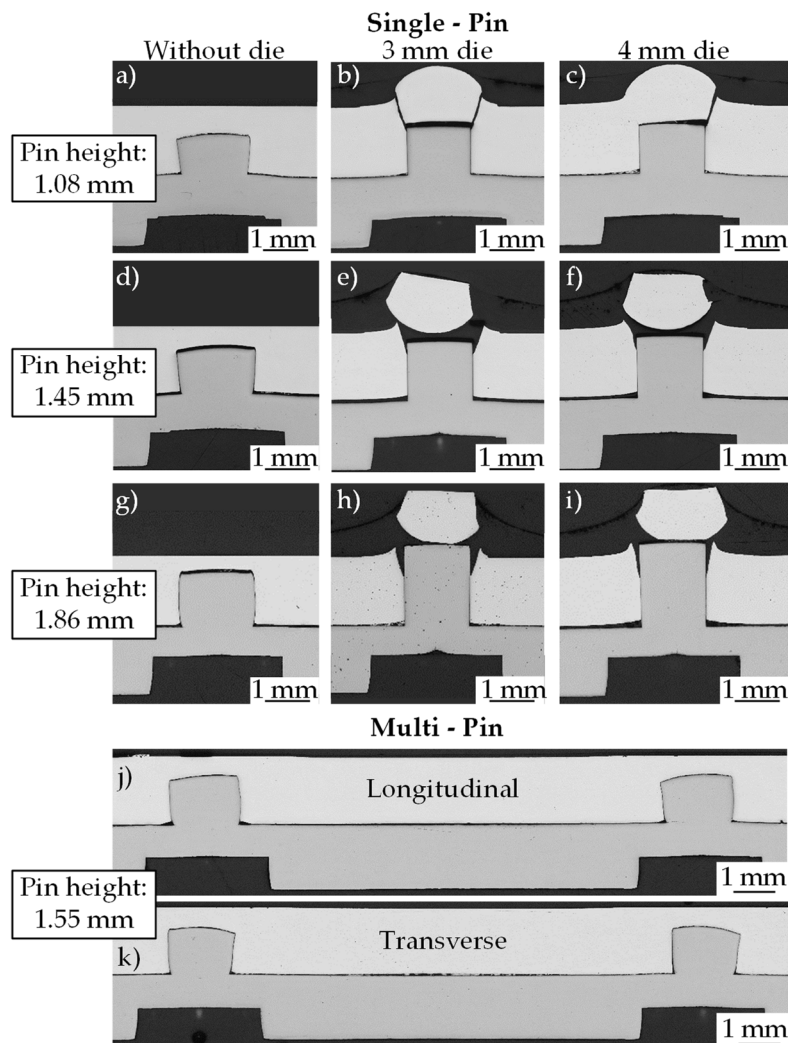 Single - Pin
Without die
3 mm die
4 mm die
a)
b)
c)
Pin height:
1.08 mm
1 mm
1 mm
1 mm
d)
e)
f)
Pin height:
1.45 mm
1 mm
1 mm
1 mm
g)
h)
i)
Pin height:
1.86 mm
1 mm
1 mm
1 mm
Multi - Pin
j)
Longitudinal
1 mm
Pin height:
1.55 mm
k)
Transverse
1 mm